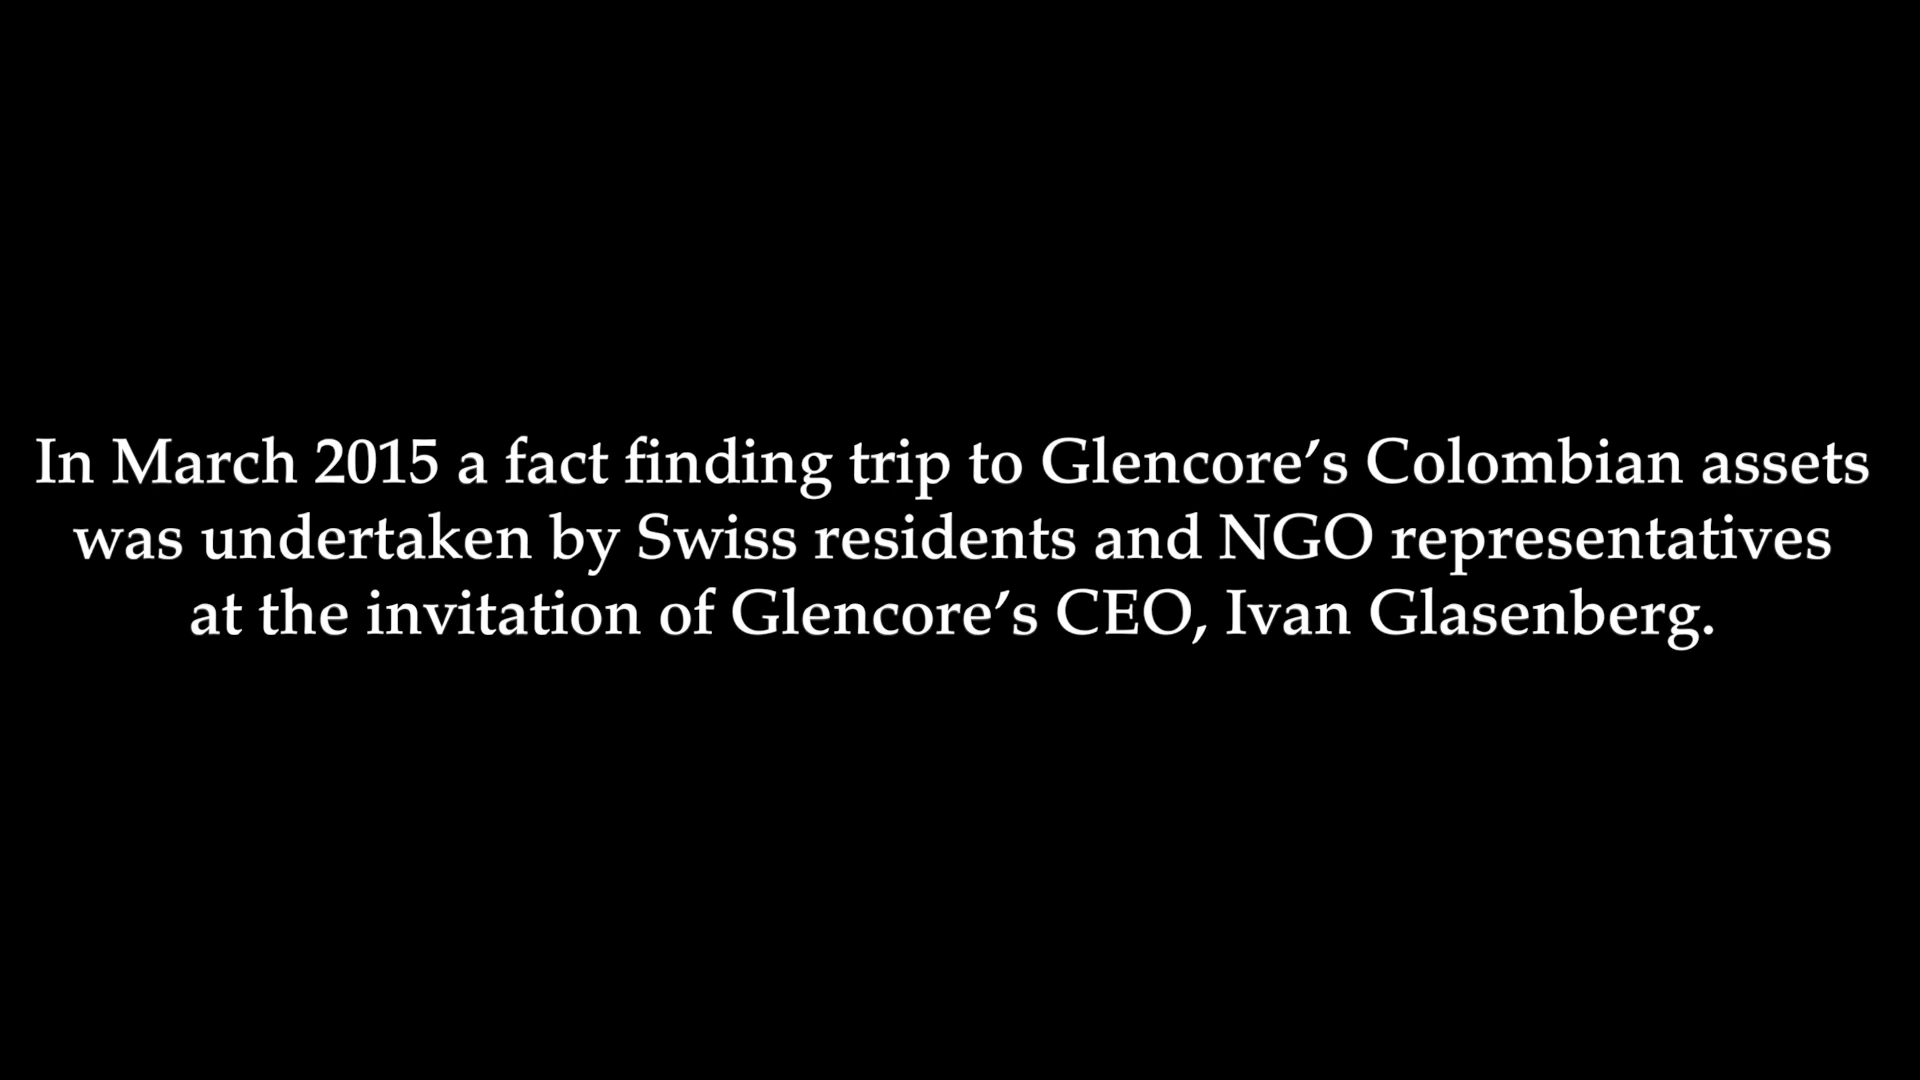 In March 2015 a fact finding trip to Glencore’s Colombian assets
was undertaken by Swiss residents and NGO representatives
at the invitation of Glencore’s CEO, Ivan Glasenberg.